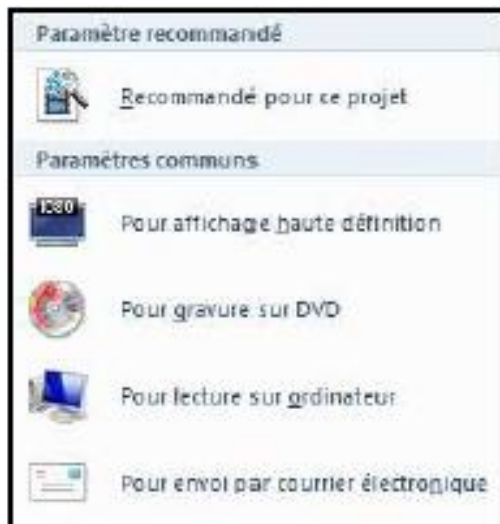 Paramètre recommandé
Recommandé pour ce projet
Paramètres communs
1080
Pour affichage haute définition
Pour gravure sur DVD
Pour lecture sur ordinateur
Pour envoi par courrier électronique